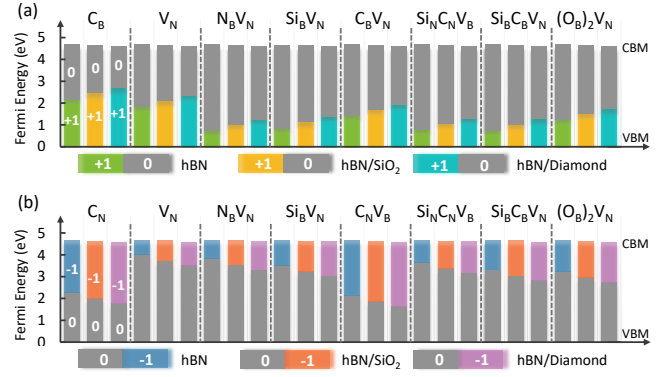 (a)
C_B V_N N_BV_N Si_BV_N C_BV_N Si_NC_NV_B Si_BC_BV_N (O_B)_2V_N
Fermi Energy (eV)
5
4
3
2
1
0
0 0 0
+1 +1 +1
CBM
VBM
+1 0 hBN +1 0 hBN/SiO_2 +1 0 hBN/Diamond
(b)
C_N V_N N_BV_N Si_BV_N C_NV_B Si_NC_NV_B Si_BC_BV_N (O_B)_2V_N
Fermi Energy (eV)
5
4
3
2
1
0
-1 -1 -1
0 0 0
CBM
VBM
0 -1 hBN 0 -1 hBN/SiO_2 0 -1 hBN/Diamond